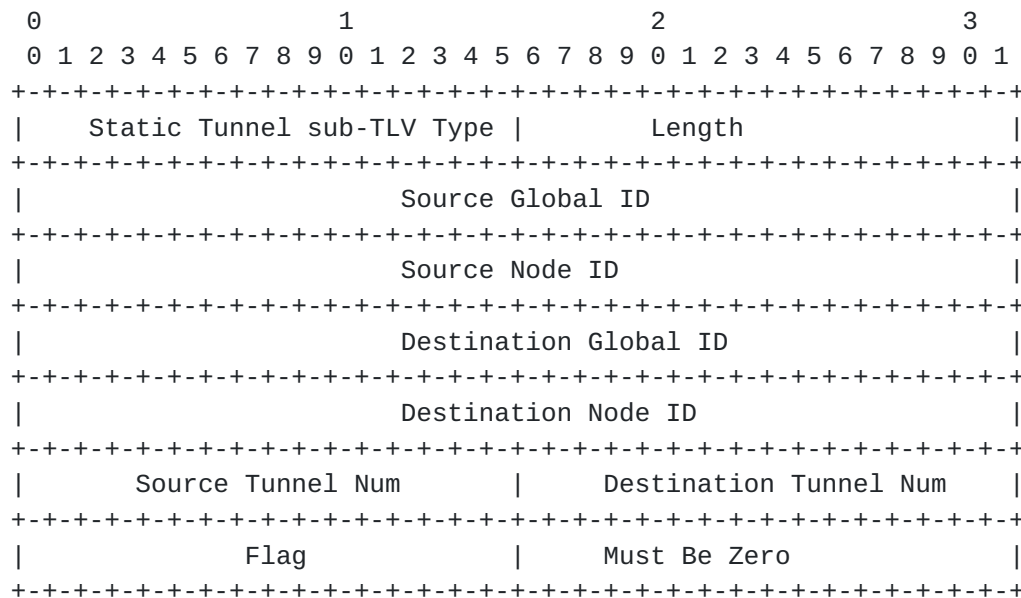 0                   1                   2                   3
 0 1 2 3 4 5 6 7 8 9 0 1 2 3 4 5 6 7 8 9 0 1 2 3 4 5 6 7 8 9 0 1
+-+-+-+-+-+-+-+-+-+-+-+-+-+-+-+-+-+-+-+-+-+-+-+-+-+-+-+-+-+-+-+-+
|    Static Tunnel sub-TLV Type |        Length                 |
+-+-+-+-+-+-+-+-+-+-+-+-+-+-+-+-+-+-+-+-+-+-+-+-+-+-+-+-+-+-+-+-+
|                        Source Global ID                       |
+-+-+-+-+-+-+-+-+-+-+-+-+-+-+-+-+-+-+-+-+-+-+-+-+-+-+-+-+-+-+-+-+
|                        Source Node ID                         |
+-+-+-+-+-+-+-+-+-+-+-+-+-+-+-+-+-+-+-+-+-+-+-+-+-+-+-+-+-+-+-+-+
|                        Destination Global ID                  |
+-+-+-+-+-+-+-+-+-+-+-+-+-+-+-+-+-+-+-+-+-+-+-+-+-+-+-+-+-+-+-+-+
|                        Destination Node ID                    |
+-+-+-+-+-+-+-+-+-+-+-+-+-+-+-+-+-+-+-+-+-+-+-+-+-+-+-+-+-+-+-+-+
|       Source Tunnel Num       |     Destination Tunnel Num    |
+-+-+-+-+-+-+-+-+-+-+-+-+-+-+-+-+-+-+-+-+-+-+-+-+-+-+-+-+-+-+-+-+
|              Flag             |     Must Be Zero              |
+-+-+-+-+-+-+-+-+-+-+-+-+-+-+-+-+-+-+-+-+-+-+-+-+-+-+-+-+-+-+-+-+